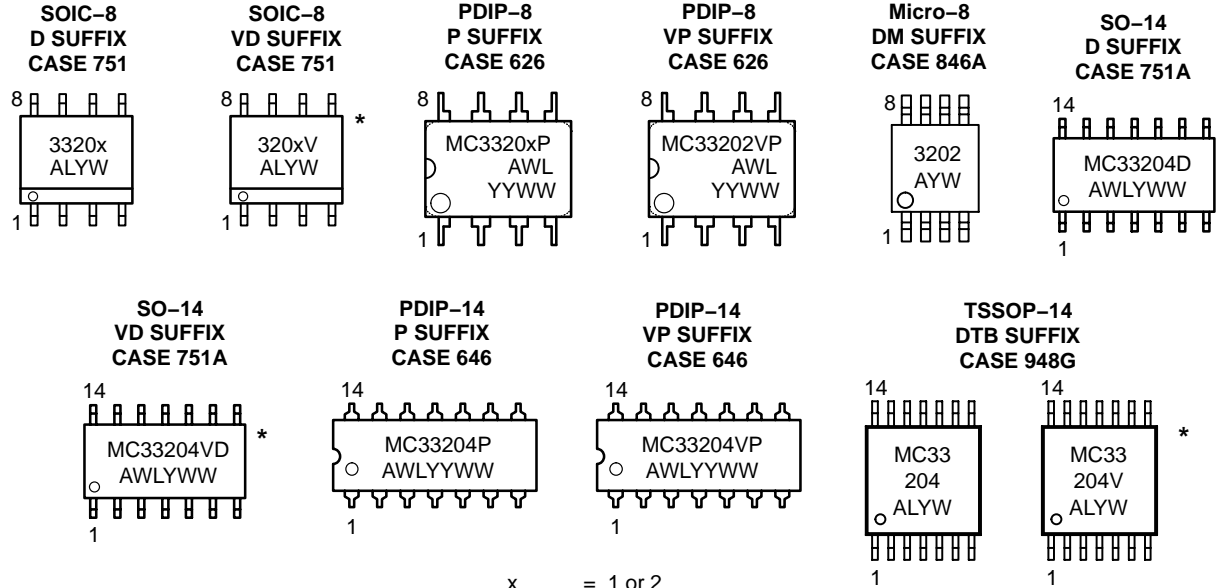 SOIC–8
D SUFFIX
CASE 751
8
3320x
ALYW
1
SOIC–8
VD SUFFIX
CASE 751
8
*
320xV
ALYW
1
PDIP–8
P SUFFIX
CASE 626
8
MC3320xP
AWL
YYWW
1
PDIP–8
VP SUFFIX
CASE 626
8
MC33202VP
AWL
YYWW
1
Micro–8
DM SUFFIX
CASE 846A
8
3202
AYW
1
SO–14
D SUFFIX
CASE 751A
14
MC33204D
AWLYWW
1
SO–14
VD SUFFIX
CASE 751A
14
*
MC33204VD
AWLYWW
1
PDIP–14
P SUFFIX
CASE 646
14
MC33204P
AWLYYWW
1
PDIP–14
VP SUFFIX
CASE 646
14
MC33204VP
AWLYYWW
1
TSSOP–14
DTB SUFFIX
CASE 948G
14
MC33
204
ALYW
1
14
*
MC33
204V
ALYW
1
x = 1 or 2